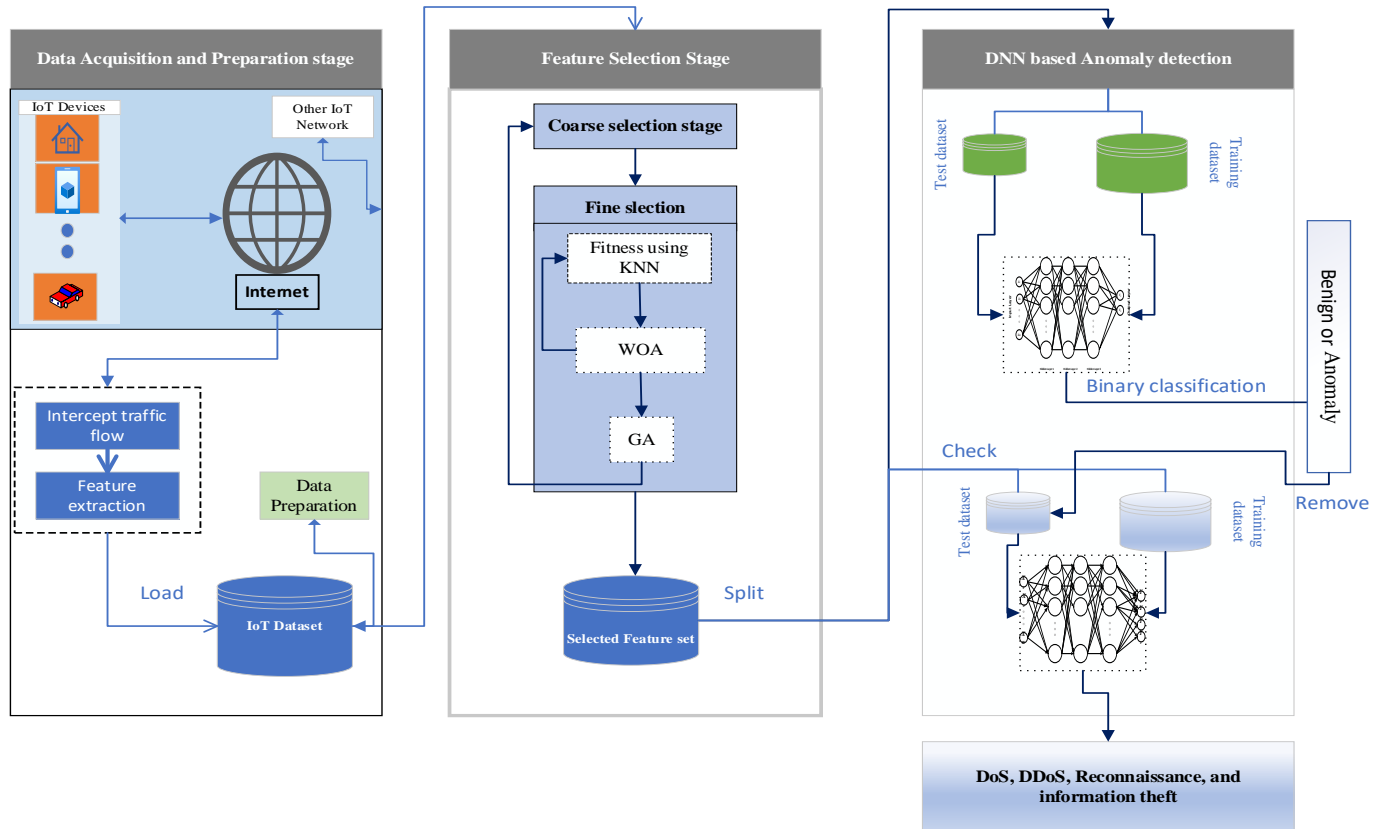 Data Acquisition and Preparation stage
IoT Devices
Other IoT
Network
Internet
Intercept traffic
flow
Feature
extraction
Data
Preparation
Load
IoT Dataset
Feature Selection Stage
Coarse selection stage
Fine slection
Fitness using
KNN
WOA
GA
Selected Feature set
Split
DNN based Anomaly detection
Test dataset
Training
dataset
Binary classification
Benign or Anomaly
Check
Remove
Test dataset
Training
dataset
DoS, DDoS, Reconnaissance, and
information theft